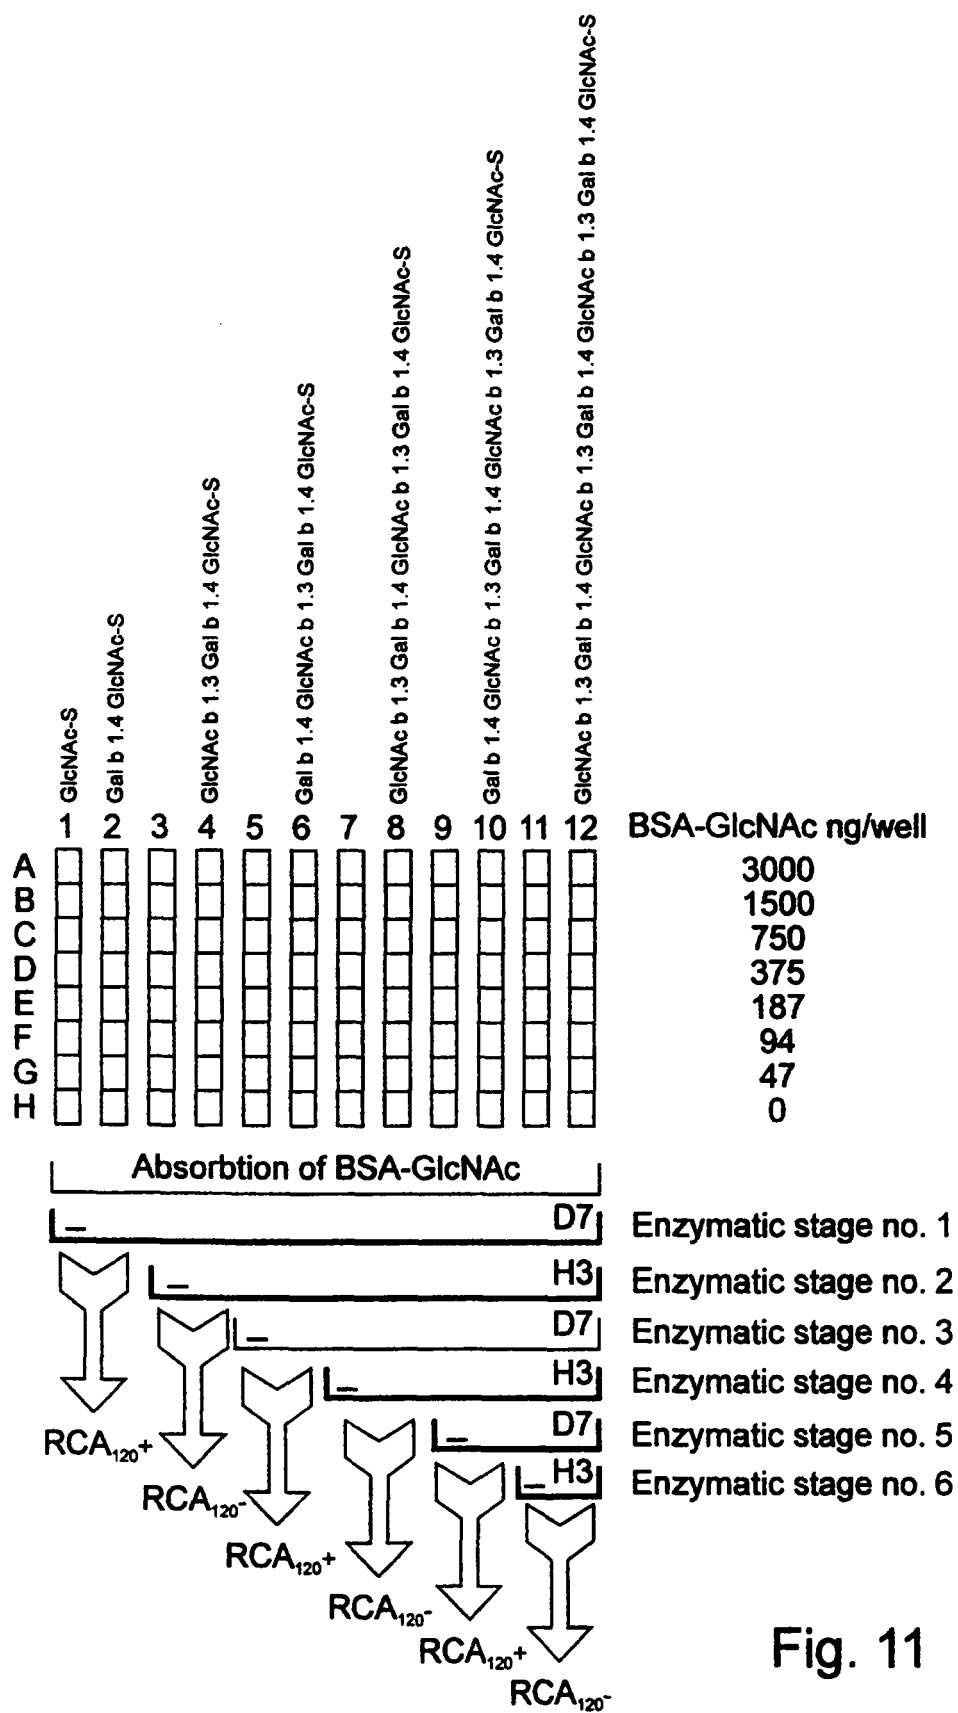 GlcNAc-S
Gal b 1.4 GlcNAc-S
GlcNAc b 1.3 Gal b 1.4 GlcNAc-S
Gal b 1.4 GlcNAc b 1.3 Gal b 1.4 GlcNAc-S
GlcNAc b 1.3 Gal b 1.4 GlcNAc b 1.3 Gal b 1.4 GlcNAc-S
Gal b 1.4 GlcNAc b 1.3 Gal b 1.4 GlcNAc b 1.3 Gal b 1.4 GlcNAc-S
GlcNAc b 1.3 Gal b 1.4 GlcNAc b 1.3 Gal b 1.4 GlcNAc b 1.3 Gal b 1.4 GlcNAc-S
1 2 3 4 5 6 7 8 9 10 11 12 BSA-GlcNAc ng/well
A 3000
B 1500
C 750
D 375
E 187
F 94
G 47
H 0
Absorbtion of BSA-GlcNAc
– D7 Enzymatic stage no. 1
– H3 Enzymatic stage no. 2
– D7 Enzymatic stage no. 3
– H3 Enzymatic stage no. 4
– D7 Enzymatic stage no. 5
– H3 Enzymatic stage no. 6
RCA₁₂₀+
RCA₁₂₀-
RCA₁₂₀+
RCA₁₂₀-
RCA₁₂₀+
RCA₁₂₀-
Fig. 11